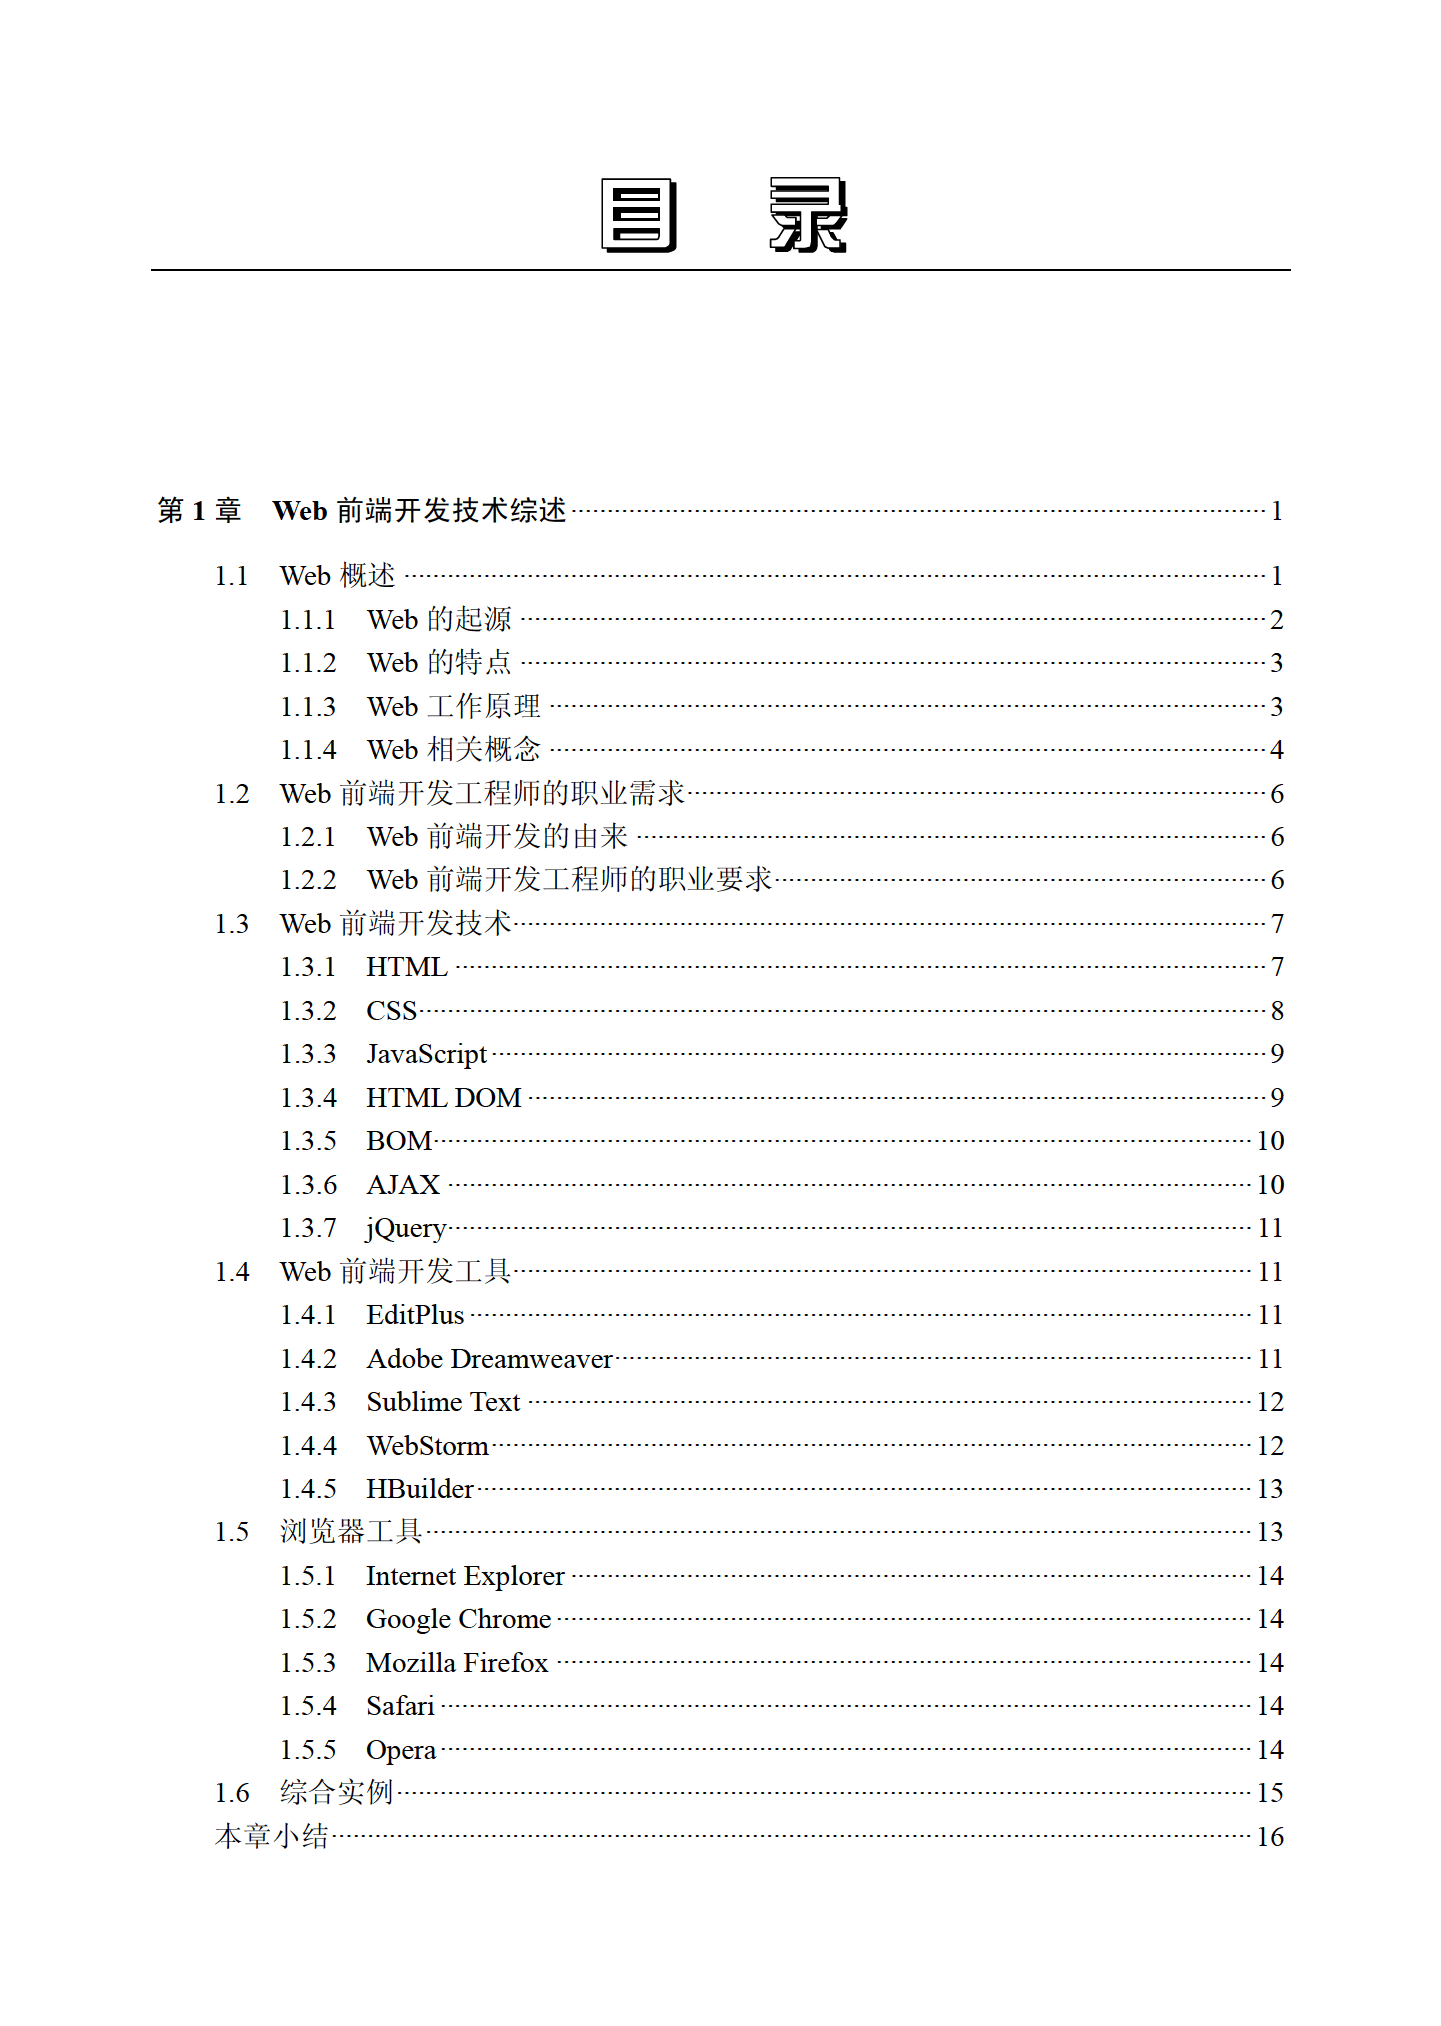 目 录
第 1 章 Web 前端开发技术综述 1
1.1 Web 概述 1
1.1.1 Web 的起源 2
1.1.2 Web 的特点 3
1.1.3 Web 工作原理 3
1.1.4 Web 相关概念 4
1.2 Web 前端开发工程师的职业需求 6
1.2.1 Web 前端开发的由来 6
1.2.2 Web 前端开发工程师的职业要求 6
1.3 Web 前端开发技术 7
1.3.1 HTML 7
1.3.2 CSS 8
1.3.3 JavaScript 9
1.3.4 HTML DOM 9
1.3.5 BOM 10
1.3.6 AJAX 10
1.3.7 jQuery 11
1.4 Web 前端开发工具 11
1.4.1 EditPlus 11
1.4.2 Adobe Dreamweaver 11
1.4.3 Sublime Text 12
1.4.4 WebStorm 12
1.4.5 HBuilder 13
1.5 浏览器工具 13
1.5.1 Internet Explorer 14
1.5.2 Google Chrome 14
1.5.3 Mozilla Firefox 14
1.5.4 Safari 14
1.5.5 Opera 14
1.6 综合实例 15
本章小结 16